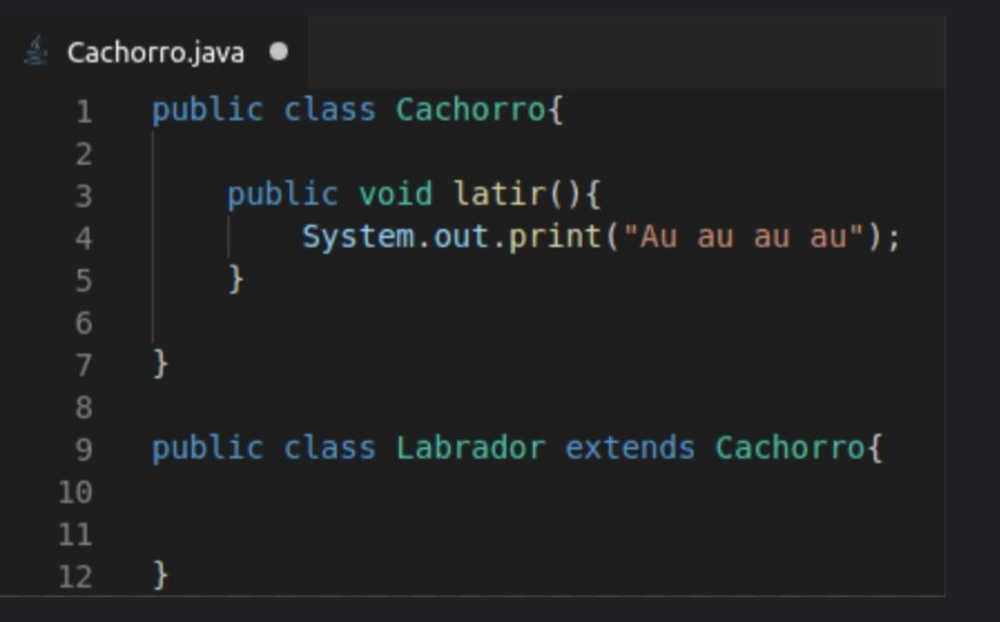 Cachorro.java
1 public class Cachorro{
2
3 public void latir(){
4 System.out.print("Au au au au");
5 }
6
7 }
8
9 public class Labrador extends Cachorro{
10
11
12 }